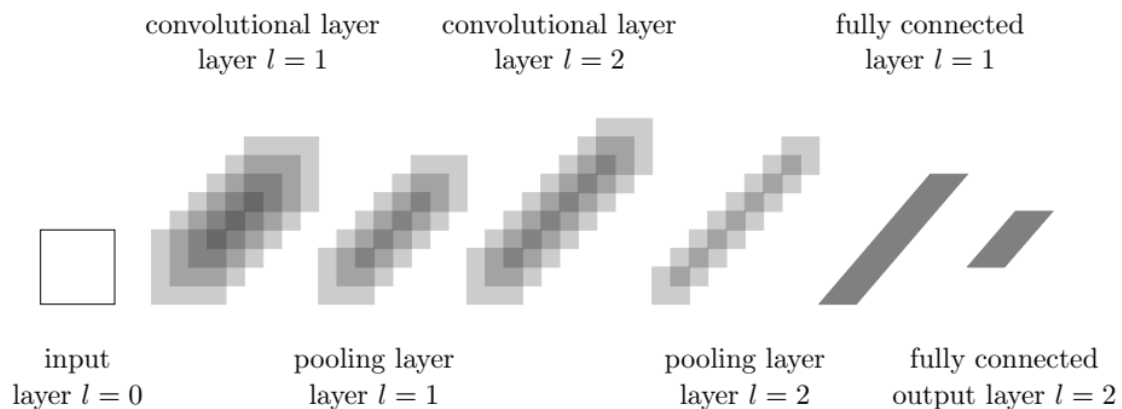 convolutional layer
layer l = 1
convolutional layer
layer l = 2
fully connected
layer l = 1
input
layer l = 0
pooling layer
layer l = 1
pooling layer
layer l = 2
fully connected
output layer l = 2